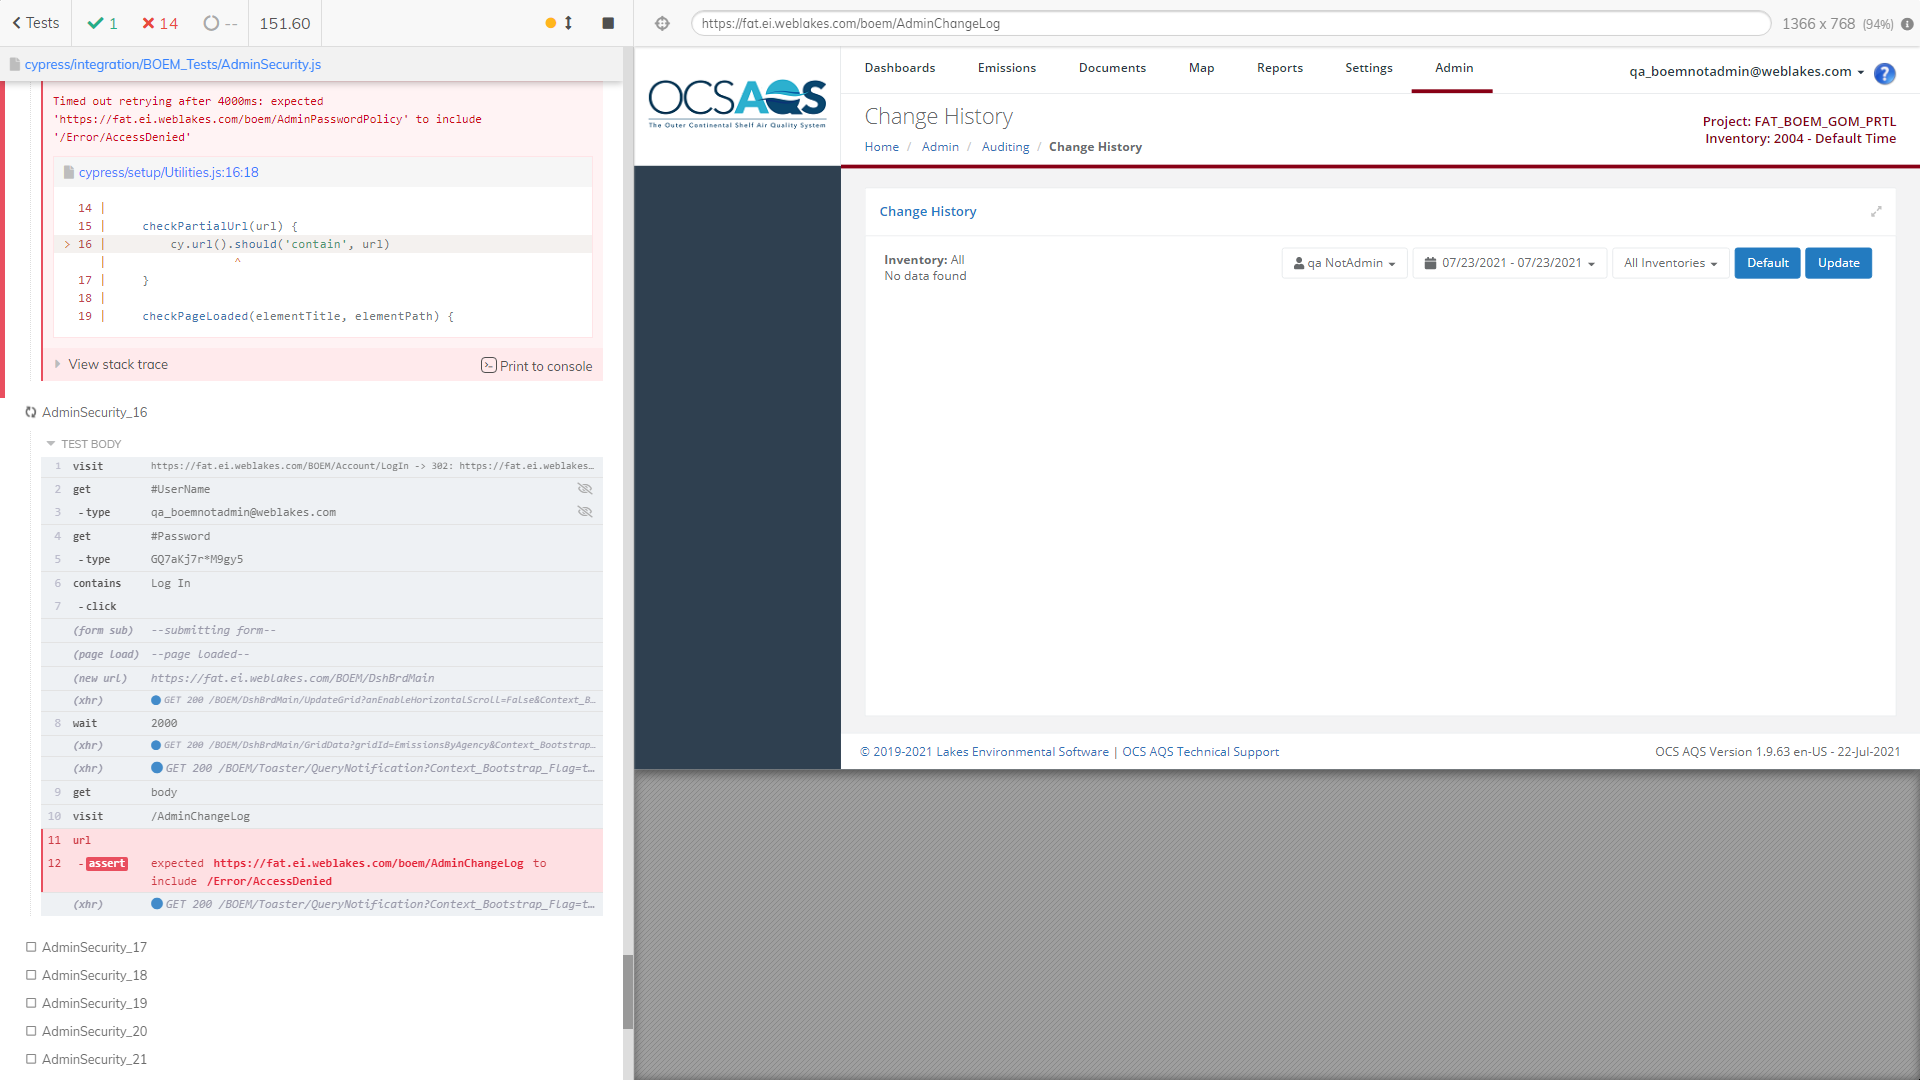 Tests
1
14
--
151.60
cypress/integration/BOEM_Tests/AdminSecurity.js
Timed out retrying after 4000ms: expected
'https://fat.ei.weblakes.com/boem/AdminPasswordPolicy' to include
'/Error/AccessDenied'
cypress/setup/Utilities.js:16:18
14 |
15 | checkPartialUrl(url) {
> 16 | cy.url().should('contain', url)
| ^
17 | }
18 |
19 | checkPageLoaded(elementTitle, elementPath) {
View stack trace
Print to console
AdminSecurity_16
TEST BODY
1 visit https://fat.ei.weblakes.com/BOEM/Account/LogIn -> 302: https://fat.ei.weblakes…
2 get #UserName
3 -type qa_boemnotadmin@weblakes.com
4 get #Password
5 -type GQ7aKj7r*M9gy5
6 contains Log In
7 -click
(form sub) --submitting form--
(page load) --page loaded--
(new url) https://fat.ei.weblakes.com/BOEM/DshBrdMain
(xhr) GET 200 /BOEM/DshBrdMain/UpdateGrid?anEnableHorizontalScroll=False&Context_B…
8 wait 2000
(xhr) GET 200 /BOEM/DshBrdMain/GridData?gridId=EmissionsByAgency&Context_Bootstrap…
(xhr) GET 200 /BOEM/Toaster/QueryNotification?Context_Bootstrap_Flag=t…
9 get body
10 visit /AdminChangeLog
11 url
12 -assert expected https://fat.ei.weblakes.com/boem/AdminChangeLog to
include /Error/AccessDenied
(xhr) GET 200 /BOEM/Toaster/QueryNotification?Context_Bootstrap_Flag=t…
AdminSecurity_17
AdminSecurity_18
AdminSecurity_19
AdminSecurity_20
AdminSecurity_21
https://fat.ei.weblakes.com/boem/AdminChangeLog
1366 x 768 (94%)
OCSAQS
The Outer Continental Shelf Air Quality System
Dashboards Emissions Documents Map Reports Settings Admin
qa_boemnotadmin@weblakes.com
?
Change History
Home / Admin / Auditing / Change History
Project: FAT_BOEM_GOM_PRTL
Inventory: 2004 - Default Time
Change History
Inventory: All
No data found
qa NotAdmin
07/23/2021 - 07/23/2021
All Inventories
Default
Update
© 2019-2021 Lakes Environmental Software | OCS AQS Technical Support
OCS AQS Version 1.9.63 en-US - 22-Jul-2021